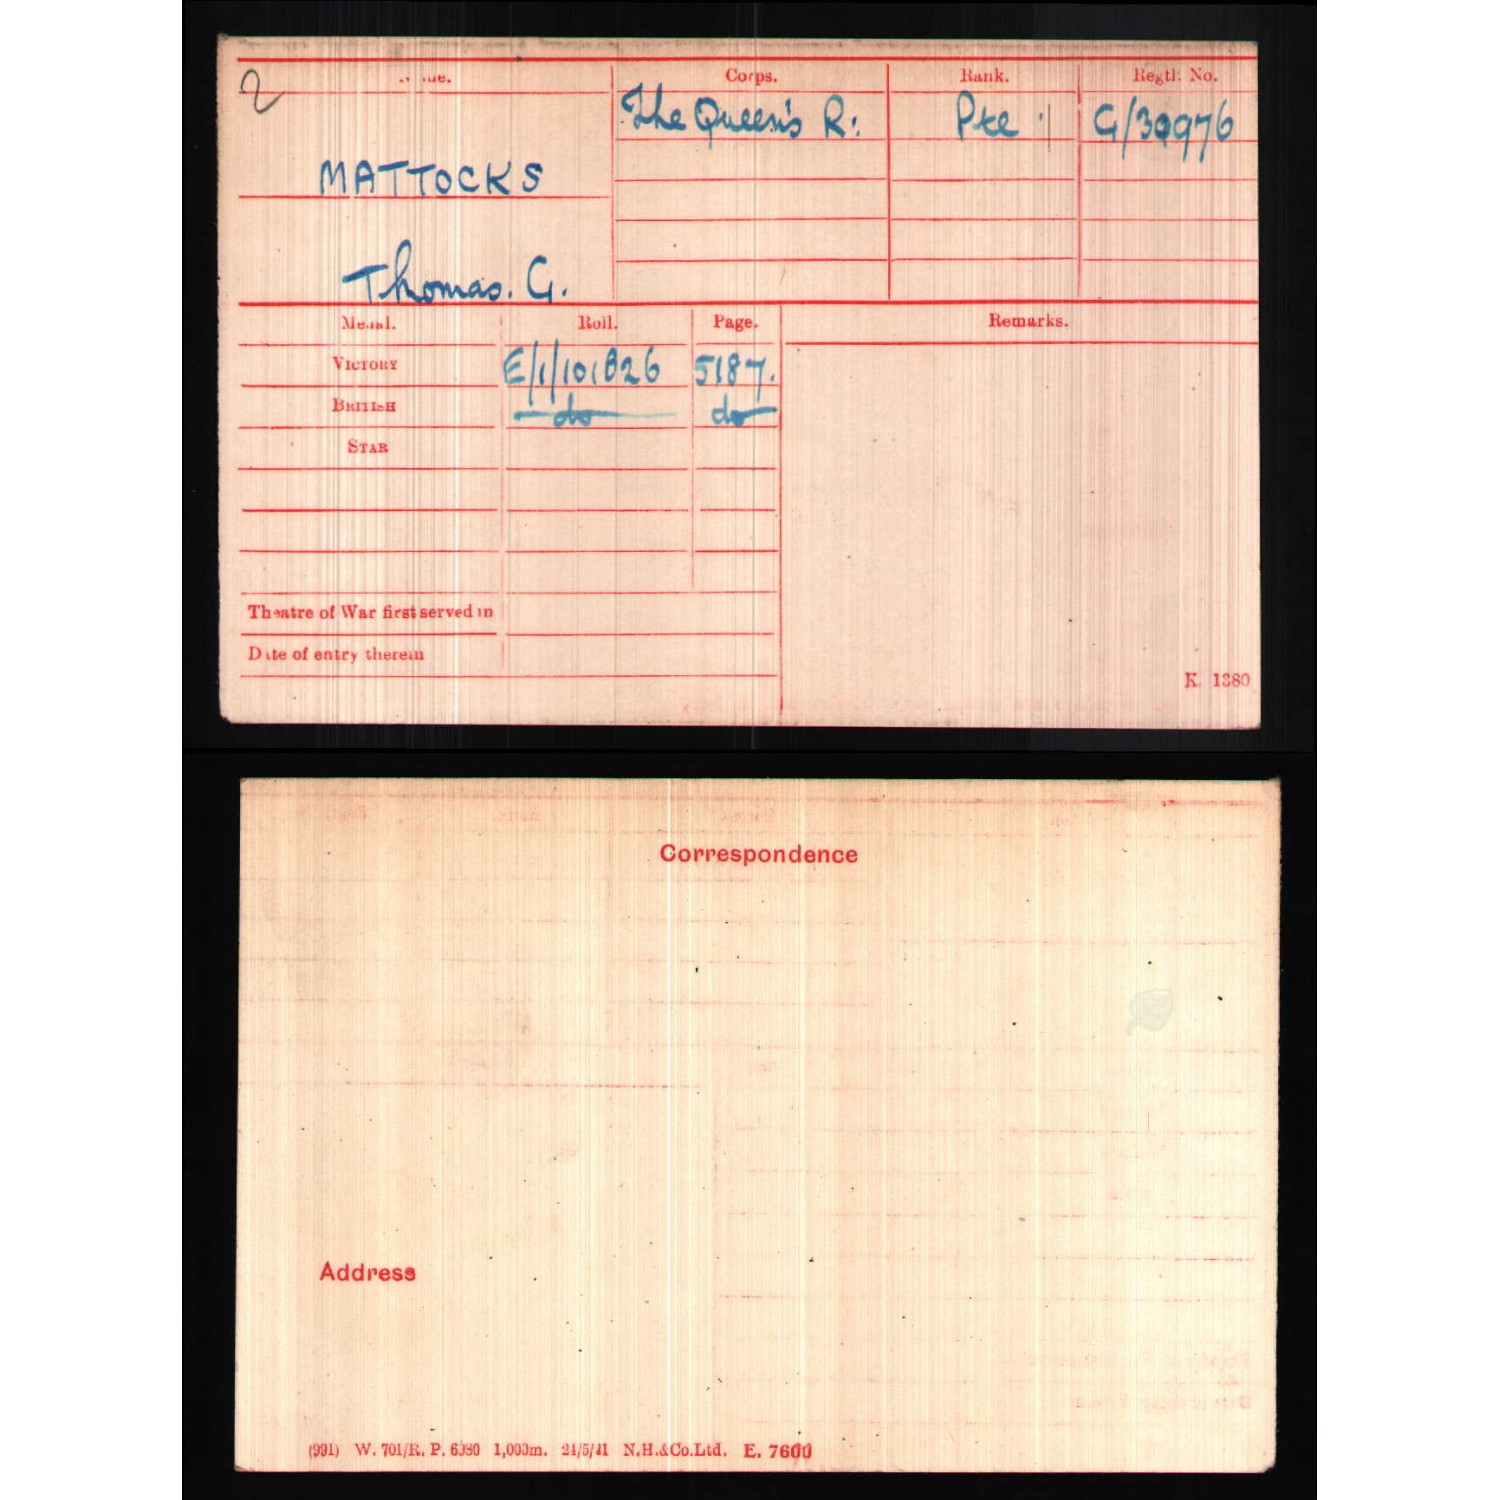 2
Corps. Rank. Regtl. No.
The Queen's R: Pte G/30976
MATTOCKS
Thomas. G.
Medal. Roll. Page. Remarks.
VICTORY E/1/101B26 5187.
BRITISH do do
STAR
Theatre of War first served in
Date of entry therein
K. 1380
Correspondence
Address
(991) W. 701/R. P. 6980 1,000m. 21/5/41 N.H.&Co.Ltd. E. 7600